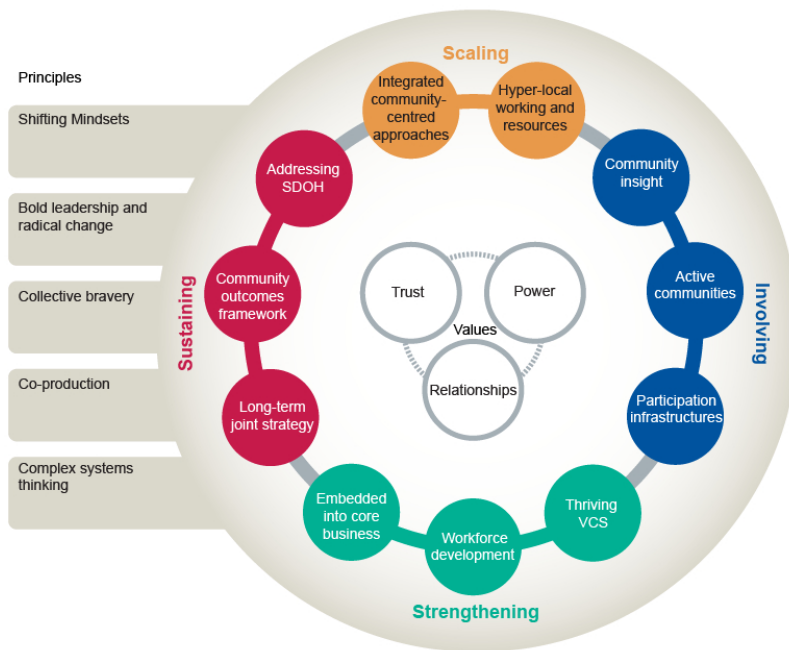 Principles
Shifting Mindsets
Bold leadership and
radical change
Collective bravery
Co-production
Complex systems
thinking
Scaling
Integrated
community-
centred
approaches
Hyper-local
working and
resources
Involving
Community
insight
Active
communities
Participation
infrastructures
Strengthening
Thriving
VCS
Workforce
development
Embedded
into core
business
Sustaining
Long-term
joint strategy
Community
outcomes
framework
Addressing
SDOH
Trust
Power
Values
Relationships